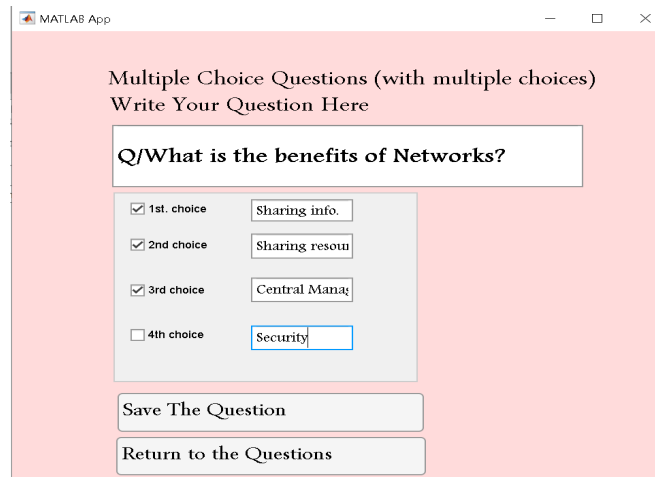 MATLAB App
Multiple Choice Questions (with multiple choices)
Write Your Question Here
Q/What is the benefits of Networks?
1st. choice Sharing info.
2nd choice Sharing resour
3rd choice Central Manag
4th choice Security
Save The Question
Return to the Questions